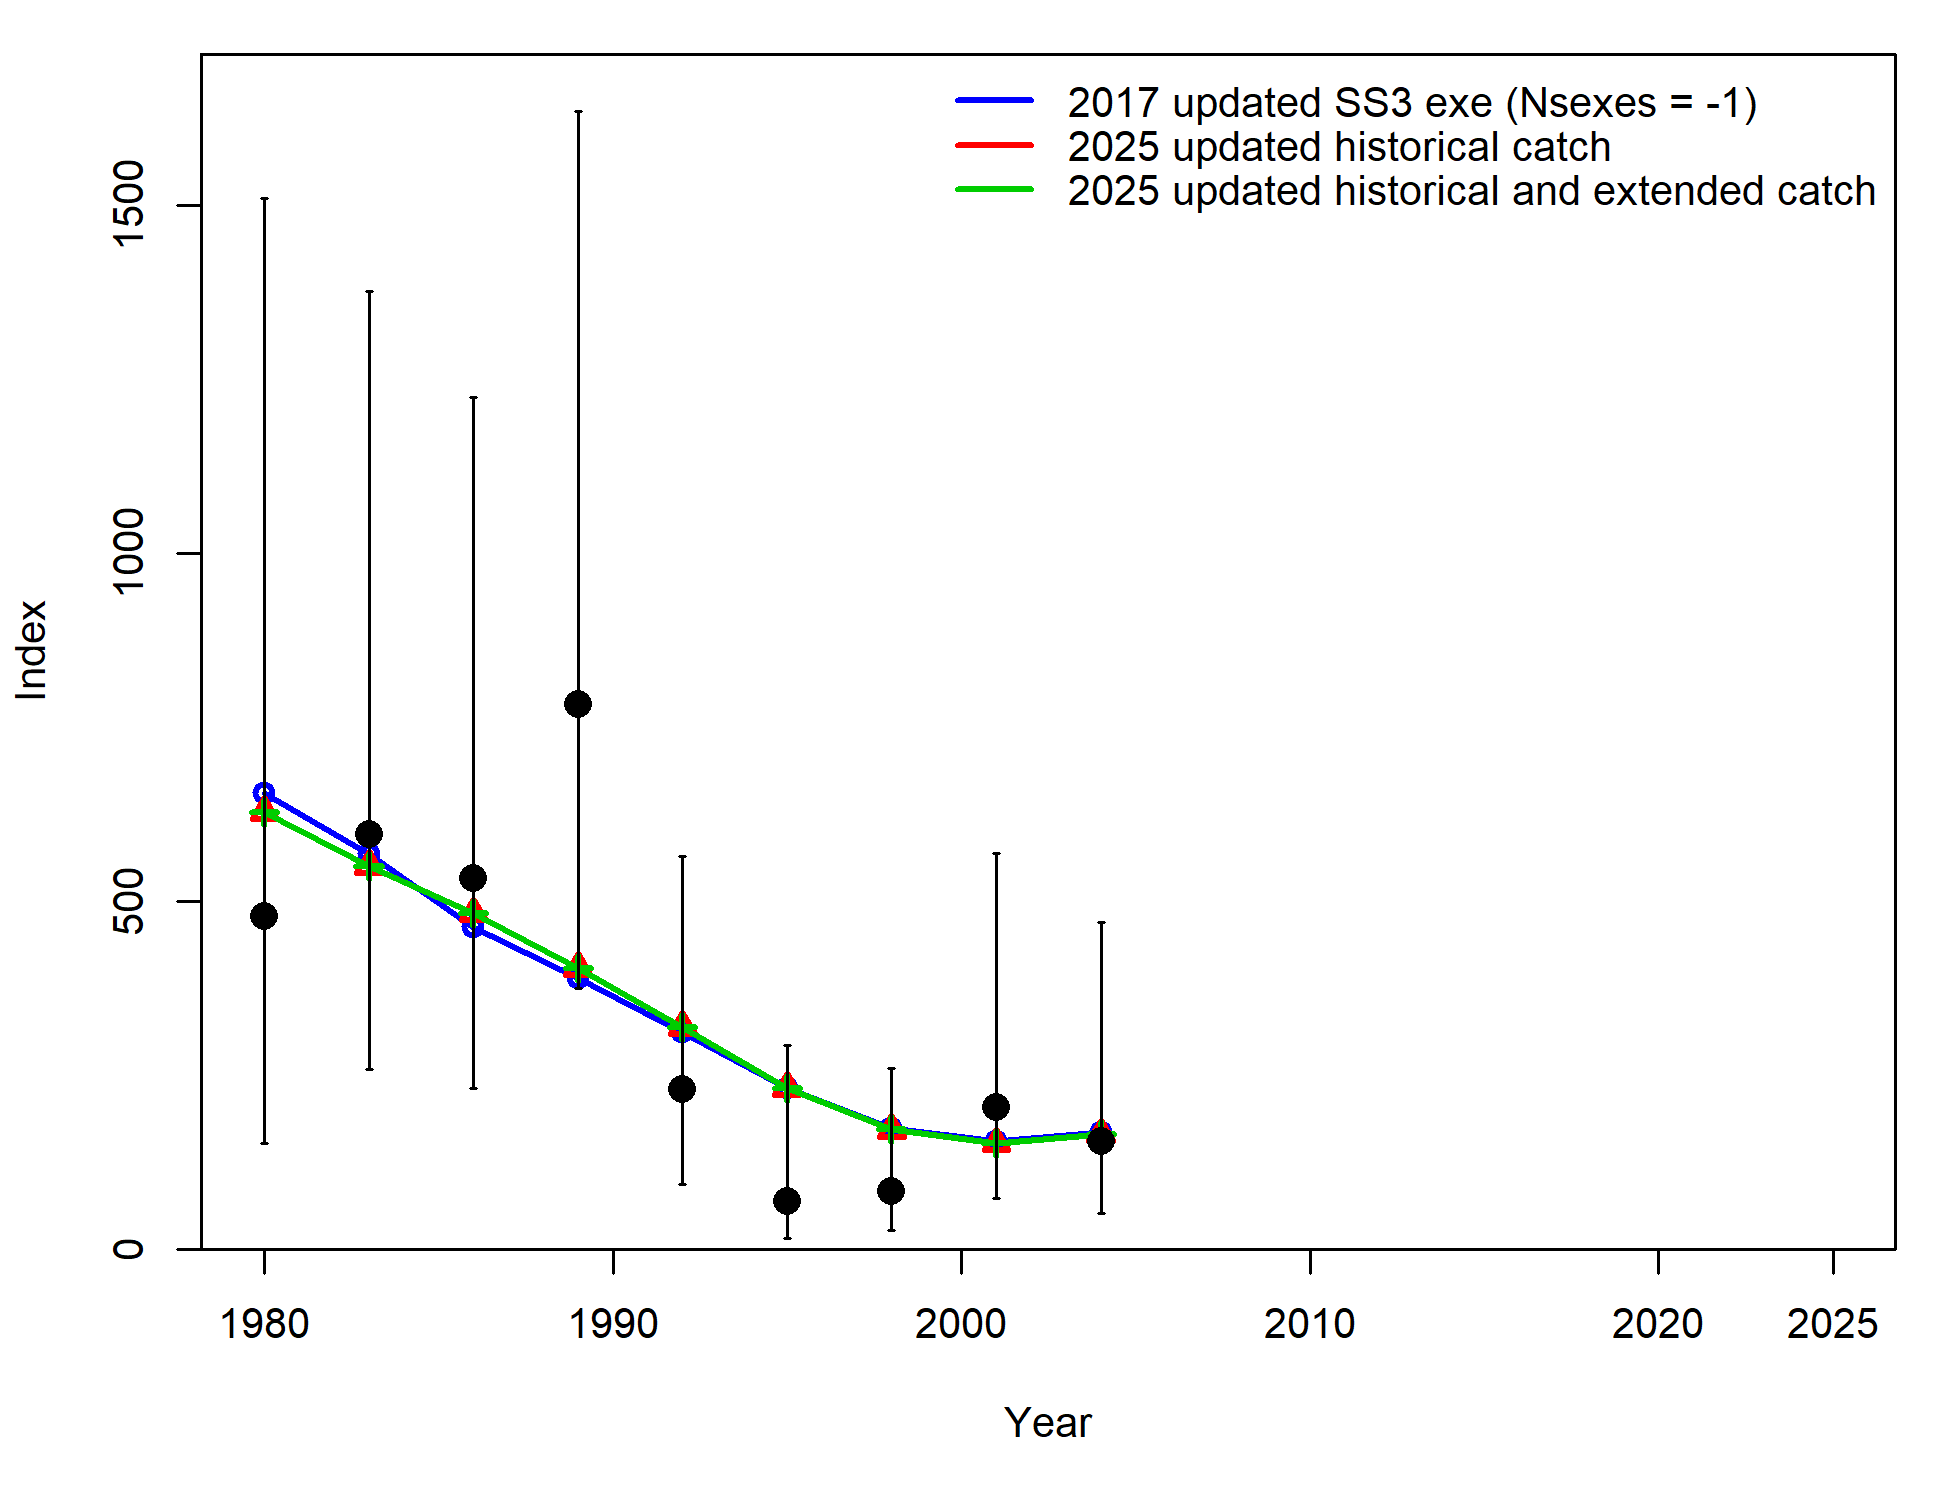 2017 updated SS3 exe (Nsexes = -1)
2025 updated historical catch
2025 updated historical and extended catch
1500
1000
500
0
Index
1980 1990 2000 2010 2020 2025
Year